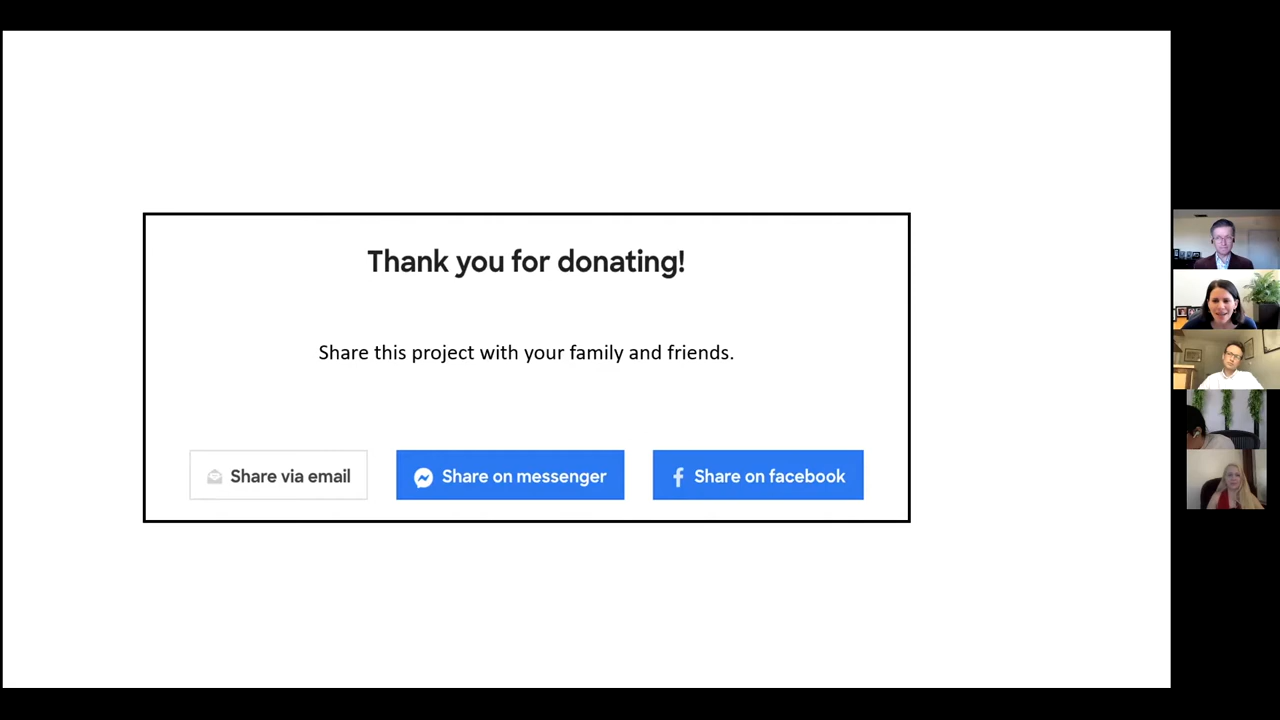 Thank you for donating!
Share this project with your family and friends.
Share via email
Share on messenger
Share on facebook